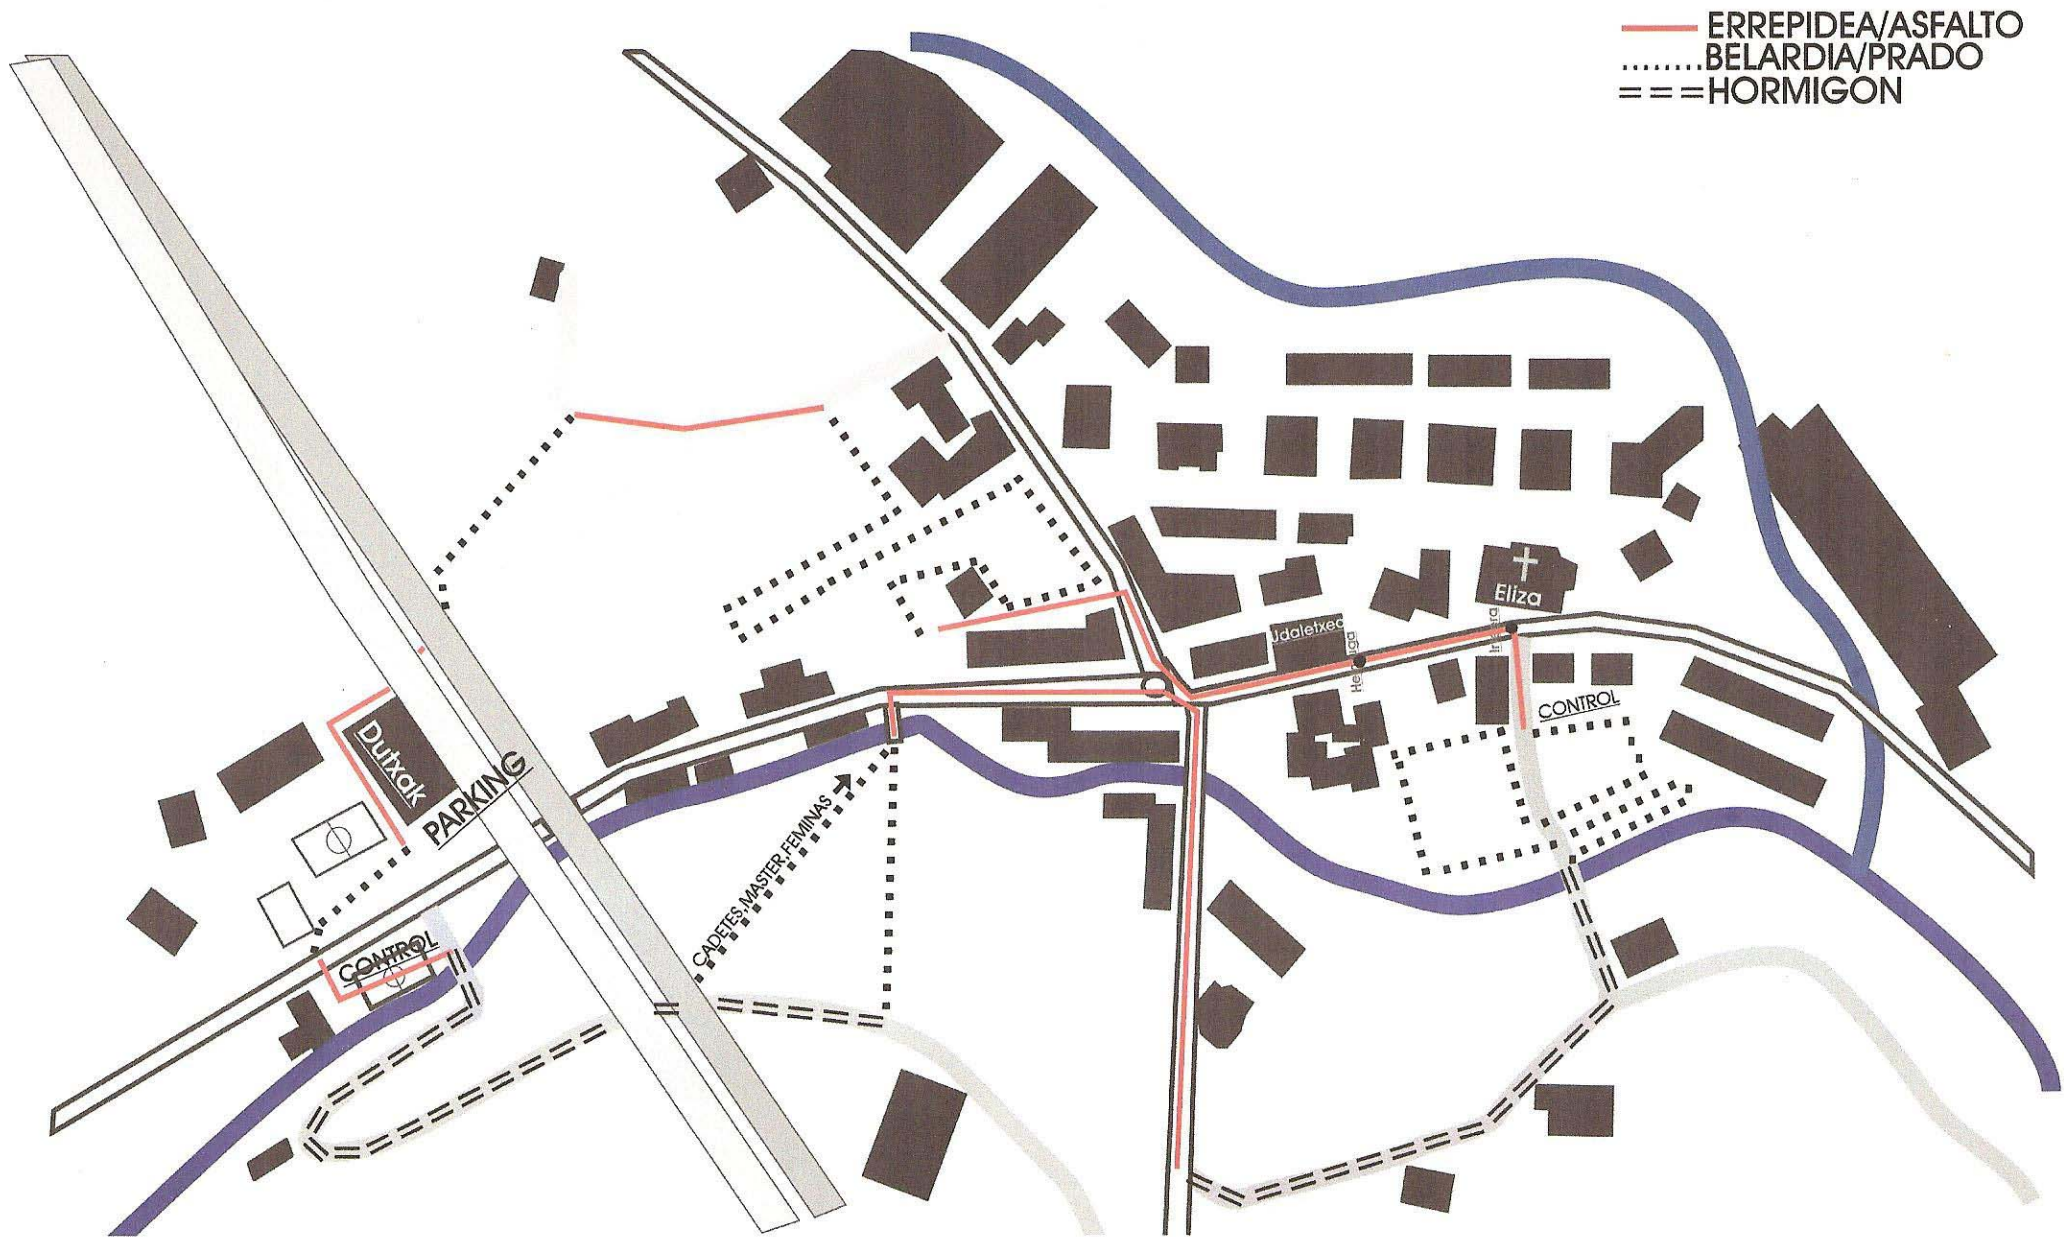 ERREPIDEA/ASFALTO
BELARDIA/PRADO
HORMIGON
Eliza
Udaletxea
CONTROL
Dutxak
PARKING
CADETES,MASTER,FEMINAS
CONTROL